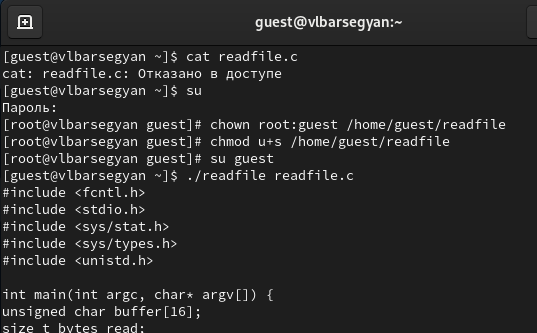 guest@vlbarsegyan:~
[guest@vlbarsegyan ~]$ cat readfile.c
cat: readfile.c: Отказано в доступе
[guest@vlbarsegyan ~]$ su
Пароль:
[root@vlbarsegyan guest]# chown root:guest /home/guest/readfile
[root@vlbarsegyan guest]# chmod u+s /home/guest/readfile
[root@vlbarsegyan guest]# su guest
[guest@vlbarsegyan ~]$ ./readfile readfile.c
#include <fcntl.h>
#include <stdio.h>
#include <sys/stat.h>
#include <sys/types.h>
#include <unistd.h>
int main(int argc, char* argv[]) {
unsigned char buffer[16];
size_t bytes_read;